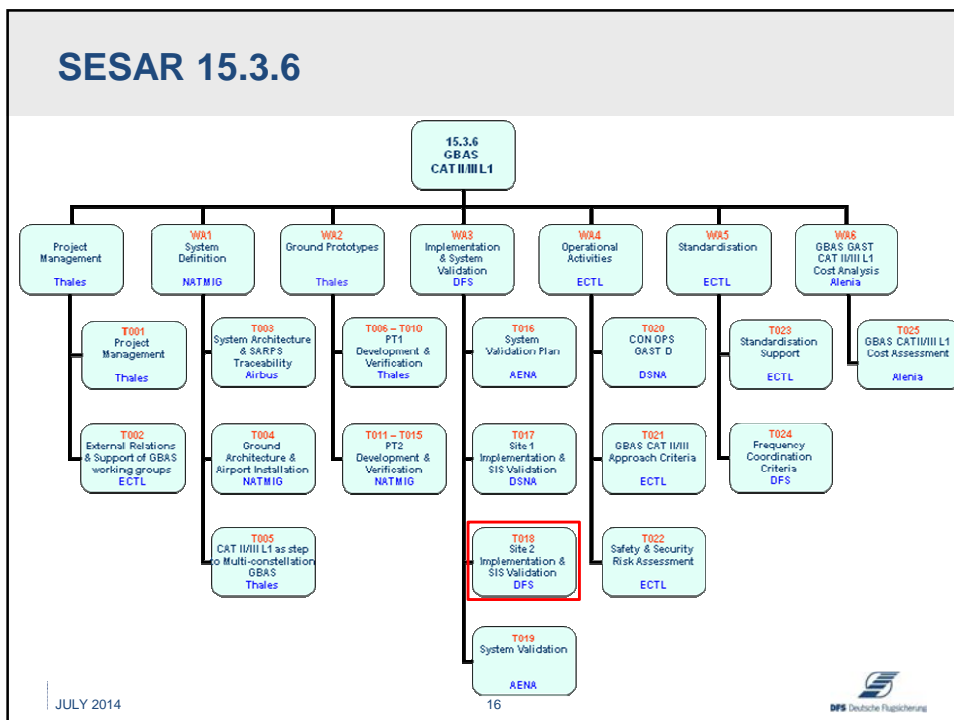 SESAR 15.3.6
15.3.6
GBAS
CAT II/III L1
Project
Management
Thales
WA1
System
Definition
NATMIG
WA2
Ground Prototypes
Thales
WA3
Implementation
& System
Validation
DFS
WA4
Operational
Activities
ECTL
WA5
Standardisation
ECTL
WA6
GBAS GAST
CAT II/III L1
Cost Analysis
Alenia
T001
Project
Management
Thales
T003
System Architecture
& SARPS
Traceability
Airbus
T006 – T010
PT1
Development &
Verification
Thales
T016
System
Validation Plan
AENA
T020
CON OPS
GAST D
DSNA
T023
Standardisation
Support
ECTL
T025
GBAS CATII/III L1
Cost Assessment
Alenia
T002
External Relations
& Support of GBAS
working groups
ECTL
T004
Ground
Architecture &
Airport Installation
NATMIG
T011 – T015
PT2
Development &
Verification
NATMIG
T017
Site 1
Implementation &
SIS Validation
DSNA
T021
GBAS CAT II/III
Approach Criteria
ECTL
T024
Frequency
Coordination
Criteria
DFS
T005
CAT II/III L1 as step
to Multi-constellation
GBAS
Thales
T018
Site 2
Implementation &
SIS Validation
DFS
T022
Safety & Security
Risk Assessment
ECTL
T019
System Validation
AENA
JULY 2014
16
DFS Deutsche Flugsicherung